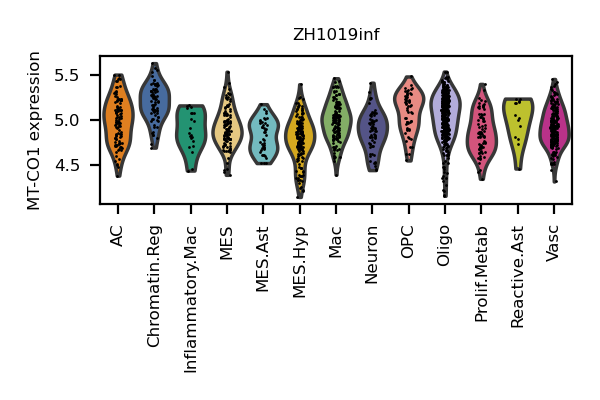 ZH1019inf
MT-CO1 expression
5.5
5.0
4.5
AC
Chromatin.Reg
Inflammatory.Mac
MES
MES.Ast
MES.Hyp
Mac
Neuron
OPC
Oligo
Prolif.Metab
Reactive.Ast
Vasc